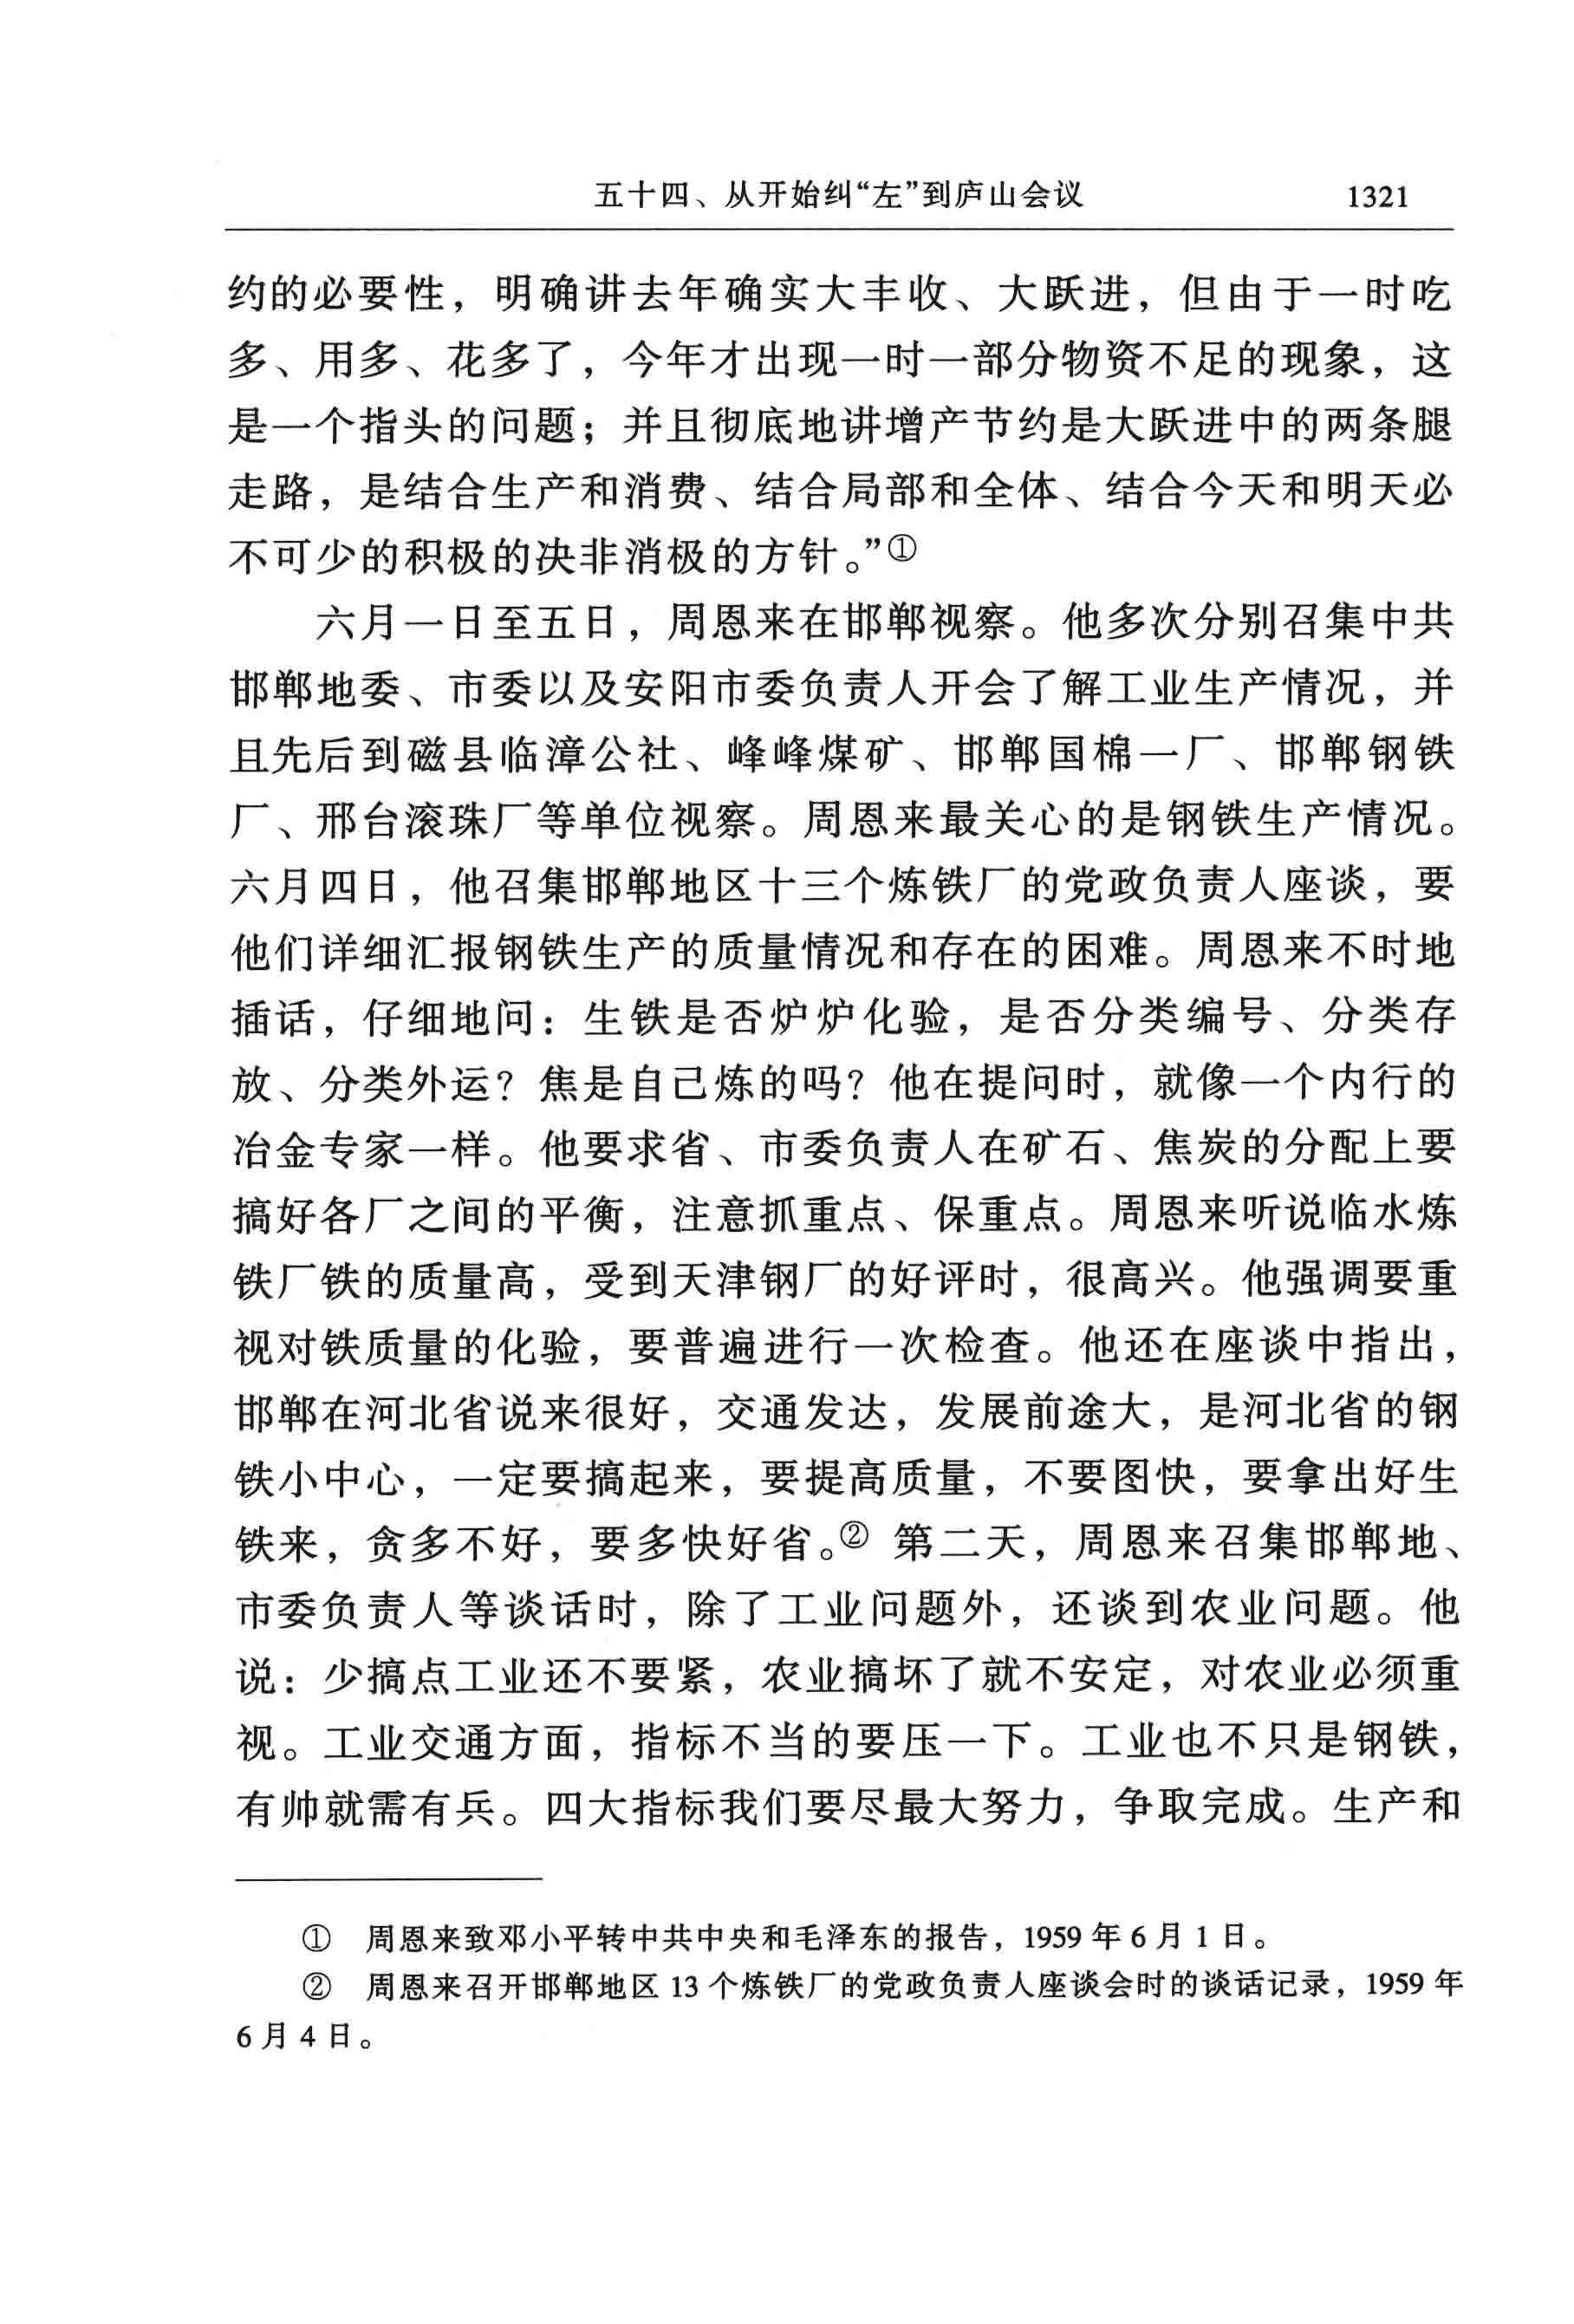 五十四、从开始纠“左”到庐山会议 1321
约的必要性，明确讲去年确实大丰收、大跃进，但由于一时吃
多、用多、花多了，今年才出现一时一部分物资不足的现象，这
是一个指头的问题；并且彻底地讲增产节约是大跃进中的两条腿
走路，是结合生产和消费、结合局部和全体、结合今天和明天必
不可少的积极的决非消极的方针。”①
六月一日至五日，周恩来在邯郸视察。他多次分别召集中共
邯郸地委、市委以及安阳市委负责人开会了解工业生产情况，并
且先后到磁县临漳公社、峰峰煤矿、邯郸国棉一厂、邯郸钢铁
厂、邢台滚珠厂等单位视察。周恩来最关心的是钢铁生产情况。
六月四日，他召集邯郸地区十三个炼铁厂的党政负责人座谈，要
他们详细汇报钢铁生产的质量情况和存在的困难。周恩来不时地
插话，仔细地问：生铁是否炉炉化验，是否分类编号、分类存
放、分类外运？焦是自己炼的吗？他在提问时，就像一个内行的
冶金专家一样。他要求省、市委负责人在矿石、焦炭的分配上要
搞好各厂之间的平衡，注意抓重点、保重点。周恩来听说临水炼
铁厂铁的质量高，受到天津钢厂的好评时，很高兴。他强调要重
视对铁质量的化验，要普遍进行一次检查。他还在座谈中指出，
邯郸在河北省说来很好，交通发达，发展前途大，是河北省的钢
铁小中心，一定要搞起来，要提高质量，不要图快，要拿出好生
铁来，贪多不好，要多快好省。② 第二天，周恩来召集邯郸地、
市委负责人等谈话时，除了工业问题外，还谈到农业问题。他
说：少搞点工业还不要紧，农业搞坏了就不安定，对农业必须重
视。工业交通方面，指标不当的要压一下。工业也不只是钢铁，
有帅就需有兵。四大指标我们要尽最大努力，争取完成。生产和
① 周恩来致邓小平转中共中央和毛泽东的报告，1959 年 6 月 1 日。
② 周恩来召开邯郸地区 13 个炼铁厂的党政负责人座谈会时的谈话记录，1959 年
6 月 4 日。